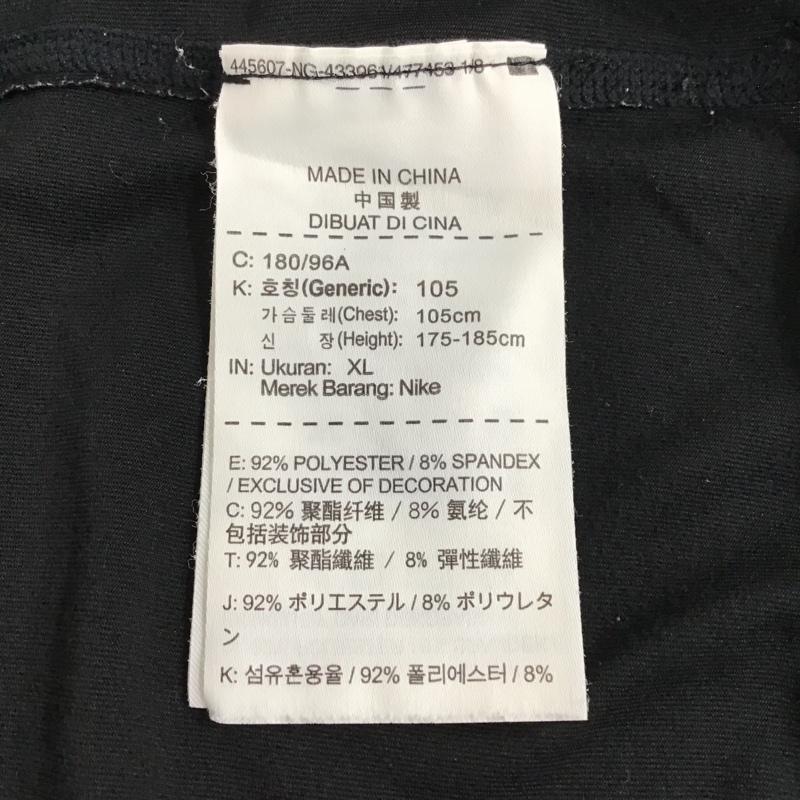 445607-NG-433961/477453 1/8
MADE IN CHINA
中国製
DIBUAT DI CINA
C: 180/96A
K: 호칭(Generic): 105
가슴둘레(Chest): 105cm
신 장(Height): 175-185cm
IN: Ukuran: XL
Merek Barang: Nike
E: 92% POLYESTER / 8% SPANDEX
/ EXCLUSIVE OF DECORATION
C: 92% 聚酯纤维 / 8% 氨纶 / 不
包括装饰部分
T: 92% 聚酯纖維 / 8% 彈性纖維
J: 92% ポリエステル / 8% ポリウレタ
ン
K: 섬유혼용율 / 92% 폴리에스터 / 8%